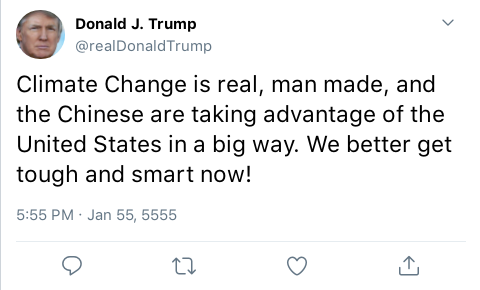 Donald J. Trump
@realDonaldTrump
Climate Change is real, man made, and
the Chinese are taking advantage of the
United States in a big way. We better get
tough and smart now!
5:55 PM · Jan 55, 5555